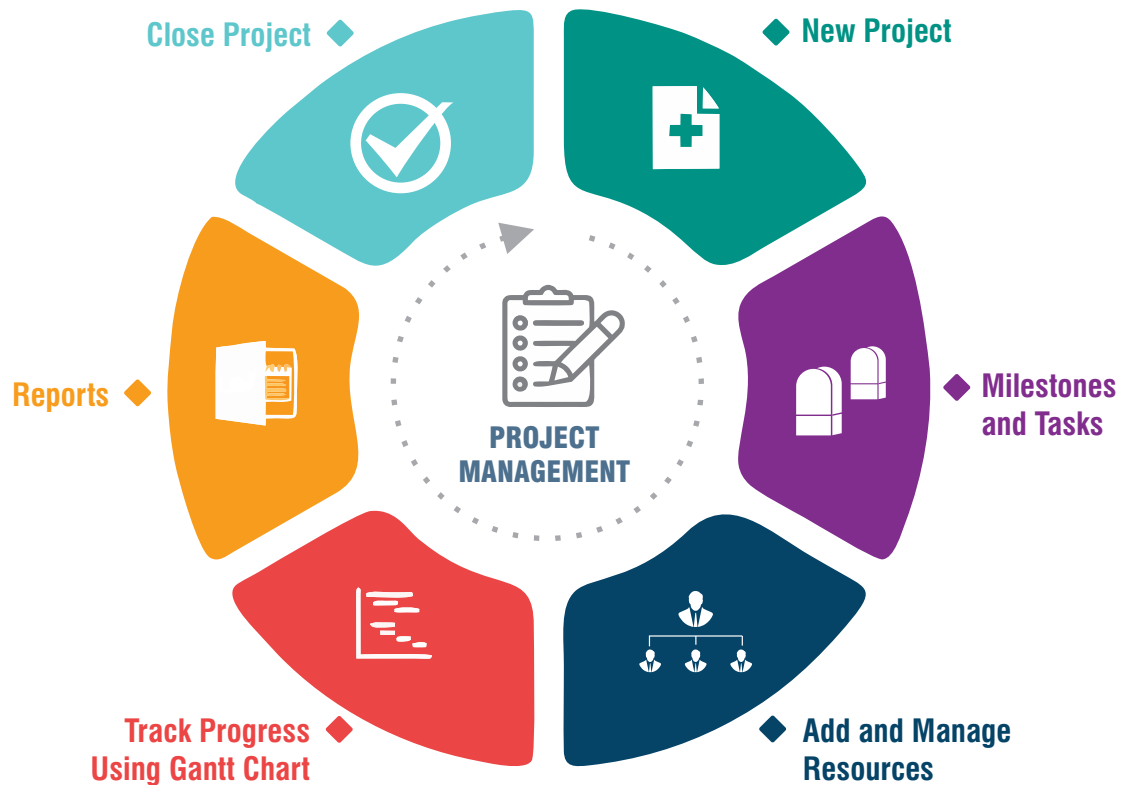 Close Project
New Project
Reports
PROJECT
MANAGEMENT
Milestones
and Tasks
Track Progress
Using Gantt Chart
Add and Manage
Resources